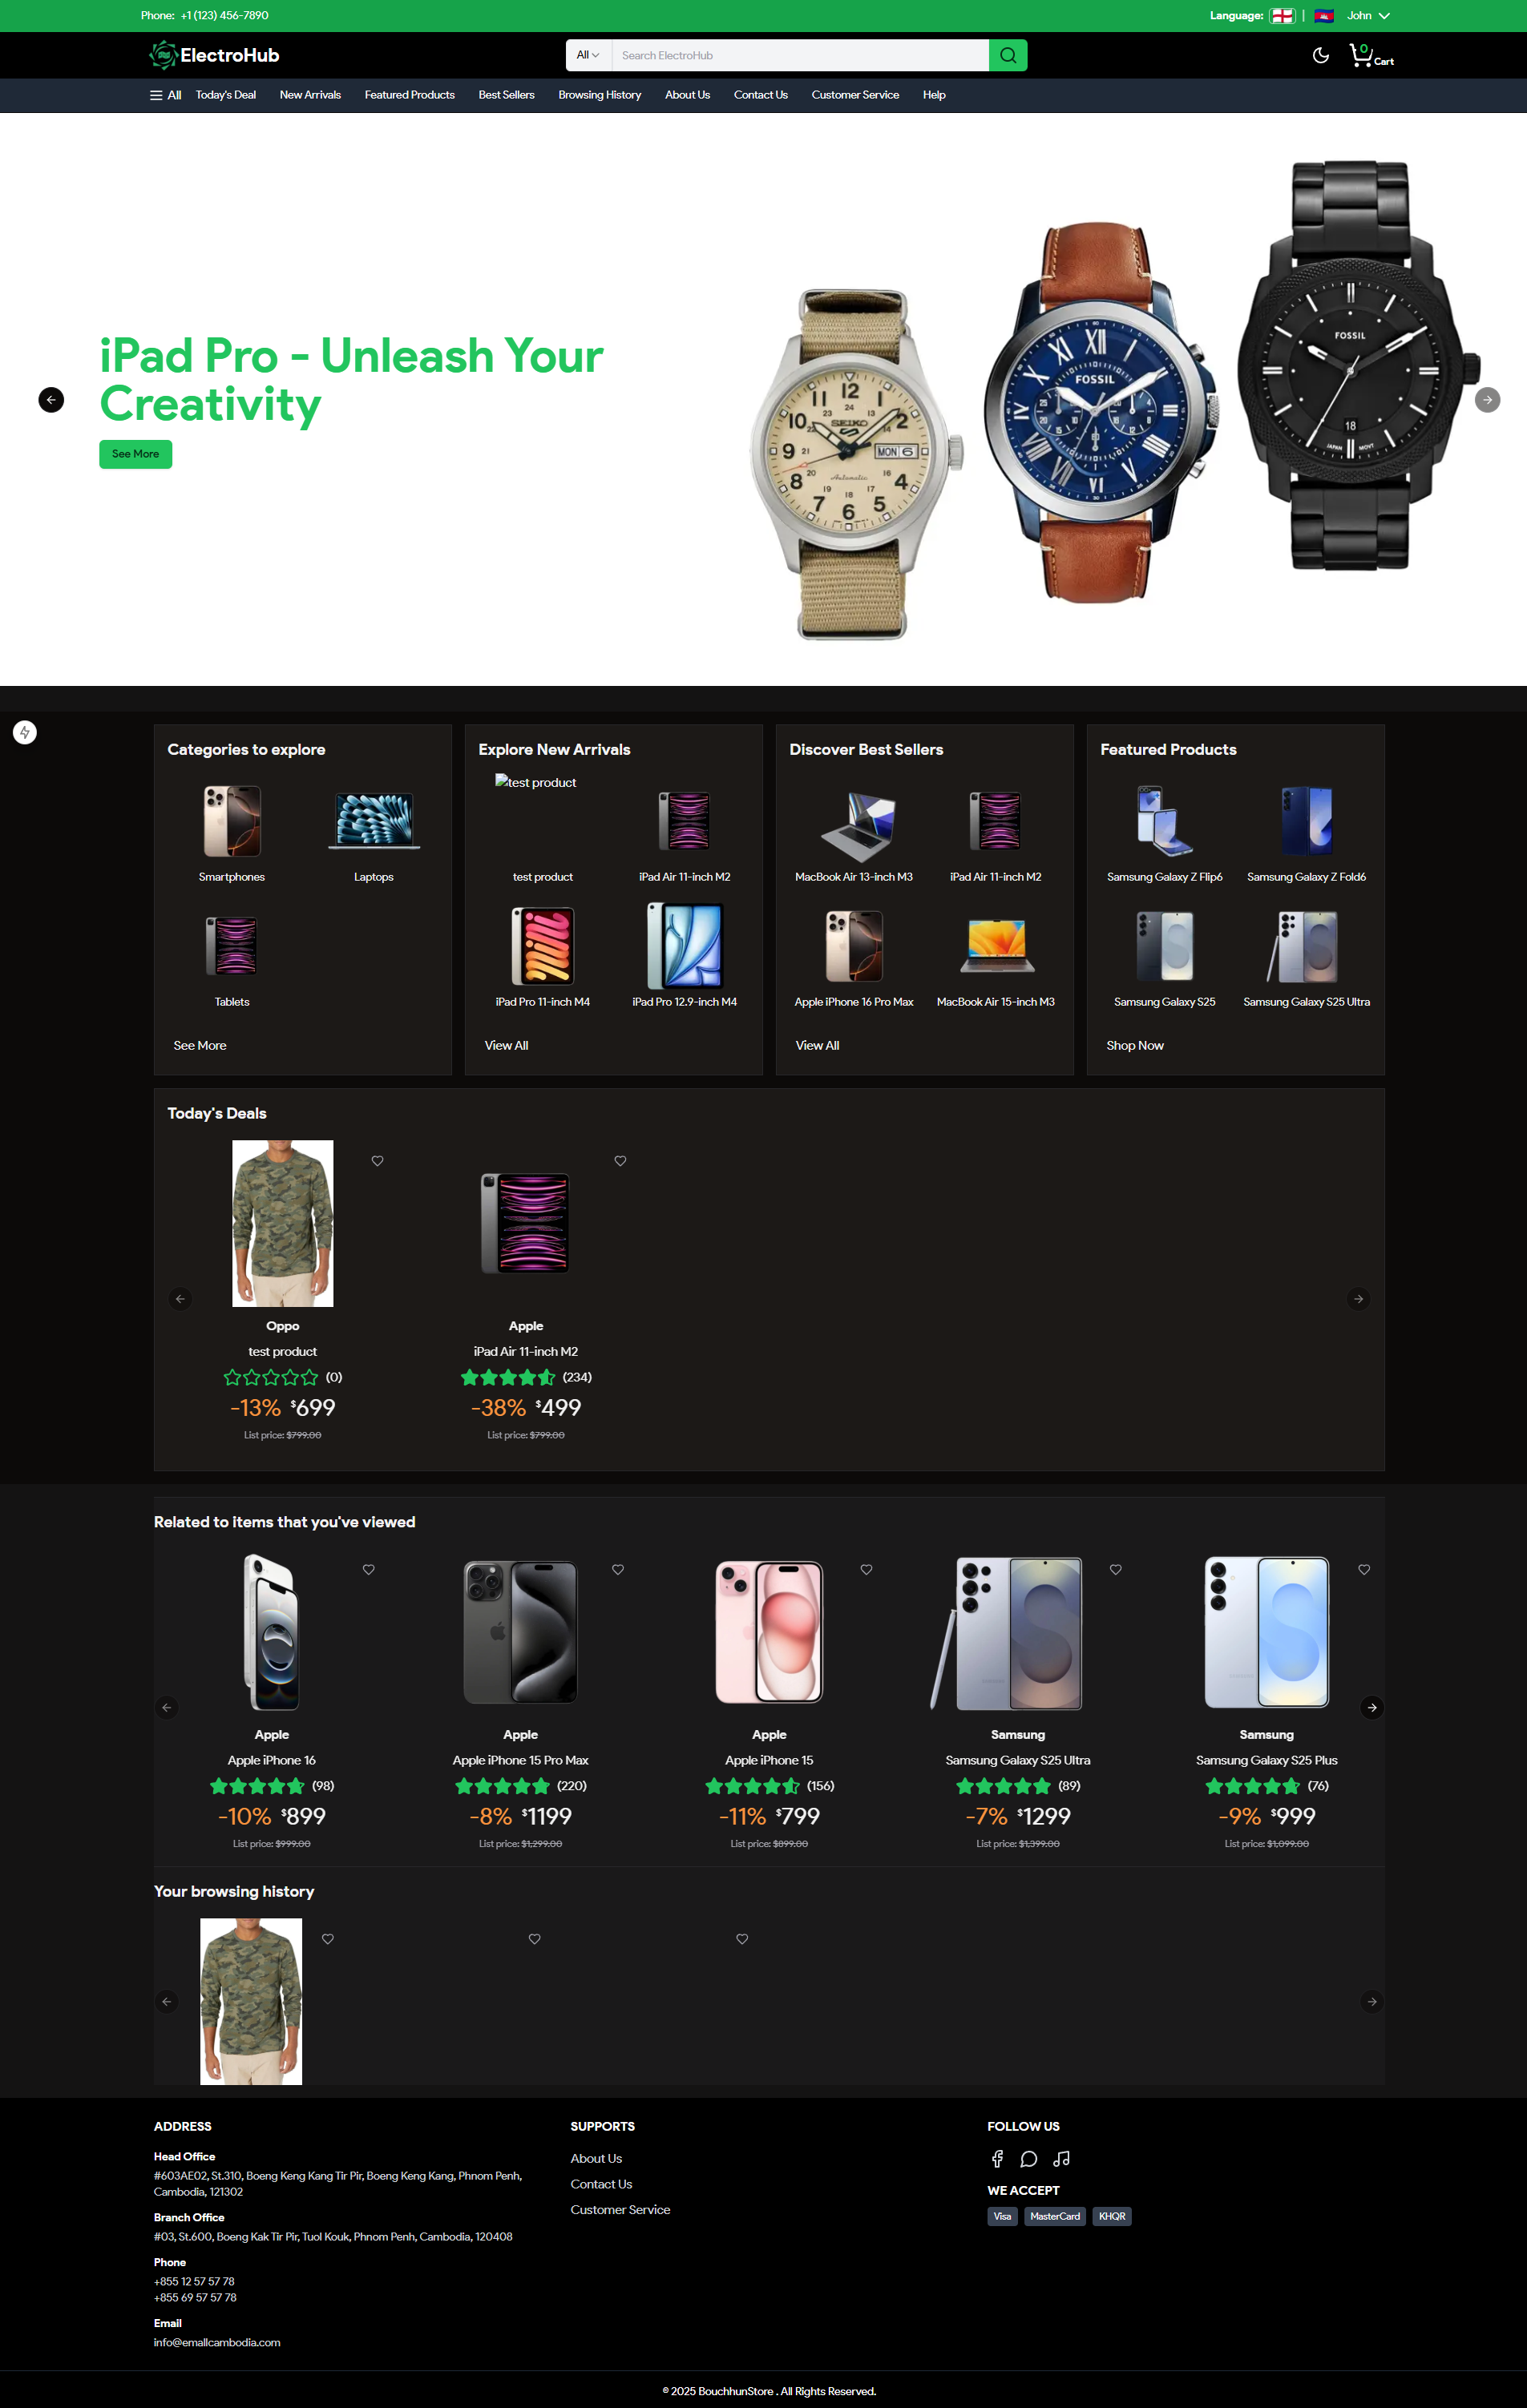 Phone: +1 (123) 456-7890
Language: | John
ElectroHub
All
Search ElectroHub
0
Cart
All Today's Deal New Arrivals Featured Products Best Sellers Browsing History About Us Contact Us Customer Service Help
iPad Pro - Unleash Your
Creativity
See More
SEIKO
Automatic
MON 6
FOSSIL
FOSSIL
18
JAPAN MOVT
Categories to explore
Smartphones
Laptops
Tablets
See More
Explore New Arrivals
test product
test product
iPad Air 11-inch M2
iPad Pro 11-inch M4
iPad Pro 12.9-inch M4
View All
Discover Best Sellers
MacBook Air 13-inch M3
iPad Air 11-inch M2
Apple iPhone 16 Pro Max
MacBook Air 15-inch M3
View All
Featured Products
Samsung Galaxy Z Flip6
Samsung Galaxy Z Fold6
Samsung Galaxy S25
Samsung Galaxy S25 Ultra
Shop Now
Today's Deals
Oppo
test product
(0)
-13% $699
List price: $799.00
Apple
iPad Air 11-inch M2
(234)
-38% $499
List price: $799.00
Related to items that you've viewed
Apple
Apple iPhone 16
(98)
-10% $899
List price: $999.00
Apple
Apple iPhone 15 Pro Max
(220)
-8% $1199
List price: $1,299.00
Apple
Apple iPhone 15
(156)
-11% $799
List price: $899.00
Samsung
Samsung Galaxy S25 Ultra
(89)
-7% $1299
List price: $1,399.00
Samsung
Samsung Galaxy S25 Plus
(76)
-9% $999
List price: $1,099.00
Your browsing history
ADDRESS
Head Office
#603AE02, St.310, Boeng Keng Kang Tir Pir, Boeng Keng Kang, Phnom Penh,
Cambodia, 121302
Branch Office
#03, St.600, Boeng Kak Tir Pir, Tuol Kouk, Phnom Penh, Cambodia, 120408
Phone
+855 12 57 57 78
+855 69 57 57 78
Email
info@emallcambodia.com
SUPPORTS
About Us
Contact Us
Customer Service
FOLLOW US
WE ACCEPT
Visa MasterCard KHQR
© 2025 BouchhunStore . All Rights Reserved.